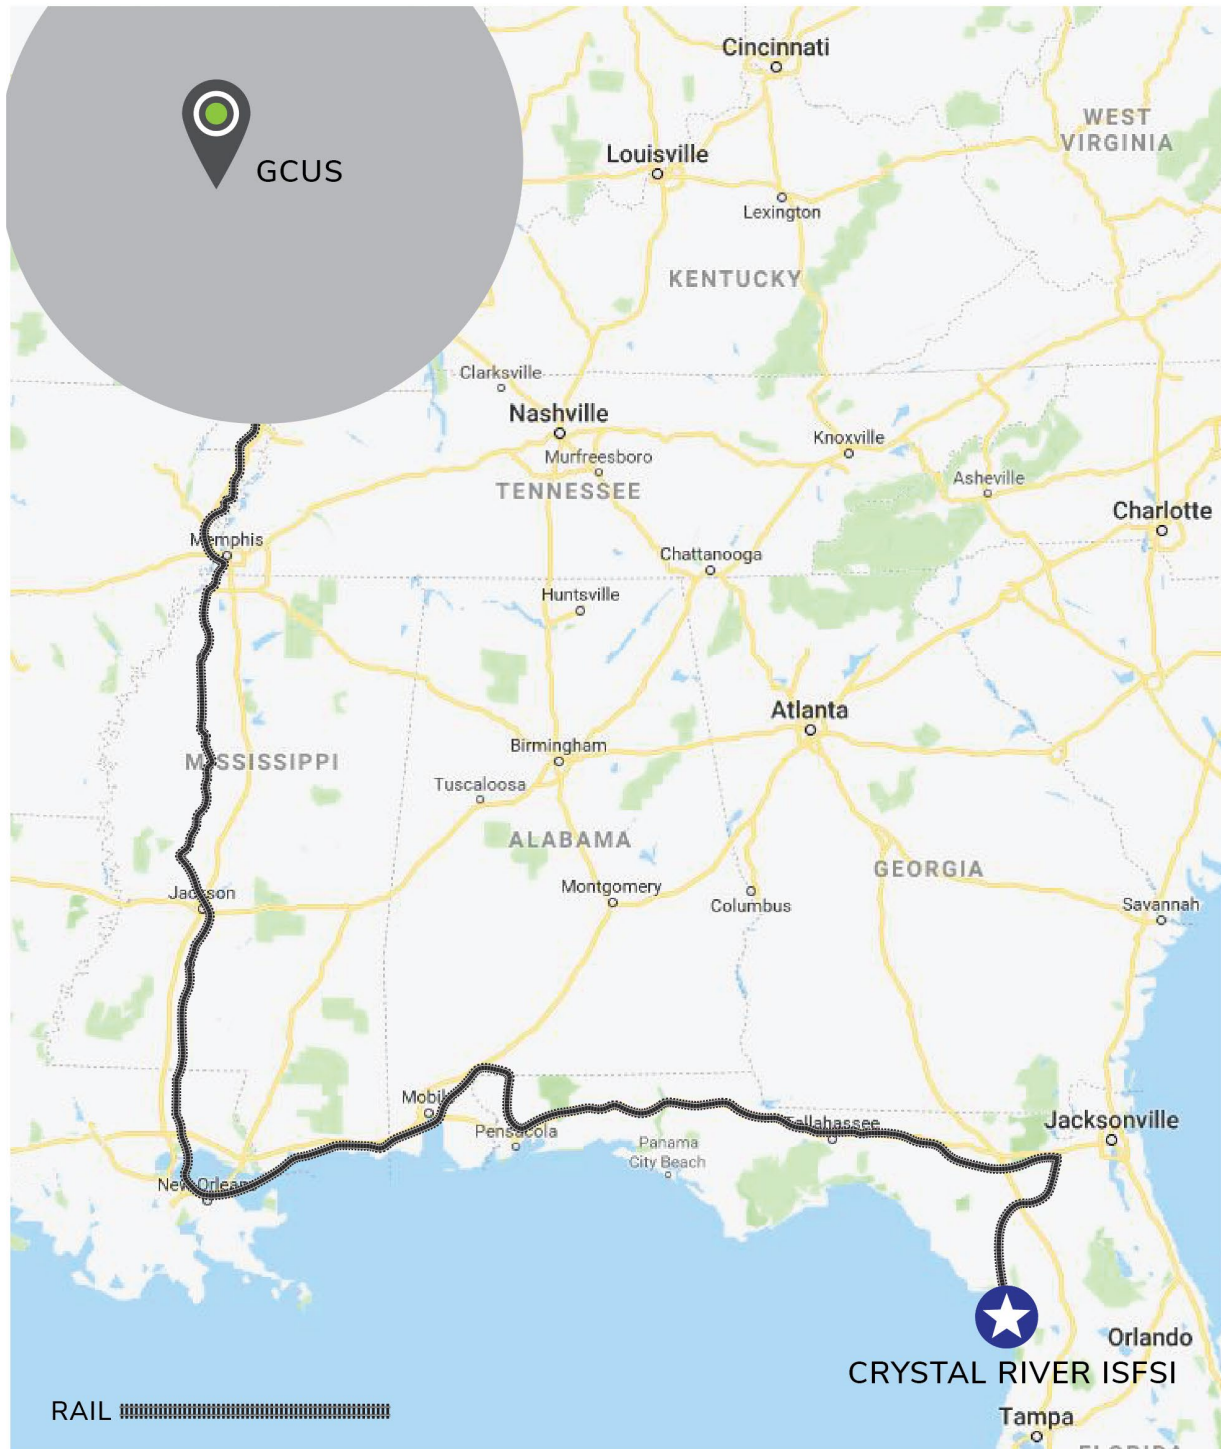 Cincinnati
WEST
VIRGINIA
Louisville
GCUS
Lexington
KENTUCKY
Clarksville
Nashville
Knoxville
Murfreesboro
Asheville
TENNESSEE
Charlotte
Memphis
Chattanooga
Huntsville
Atlanta
Birmingham
MISSISSIPPI
Tuscaloosa
ALABAMA
GEORGIA
Montgomery
Jackson
Columbus
Savannah
Mobile
Jacksonville
Tallahassee
Pensacola
Panama
City Beach
New Orleans
Orlando
CRYSTAL RIVER ISFSI
RAIL
Tampa
FLORIDA